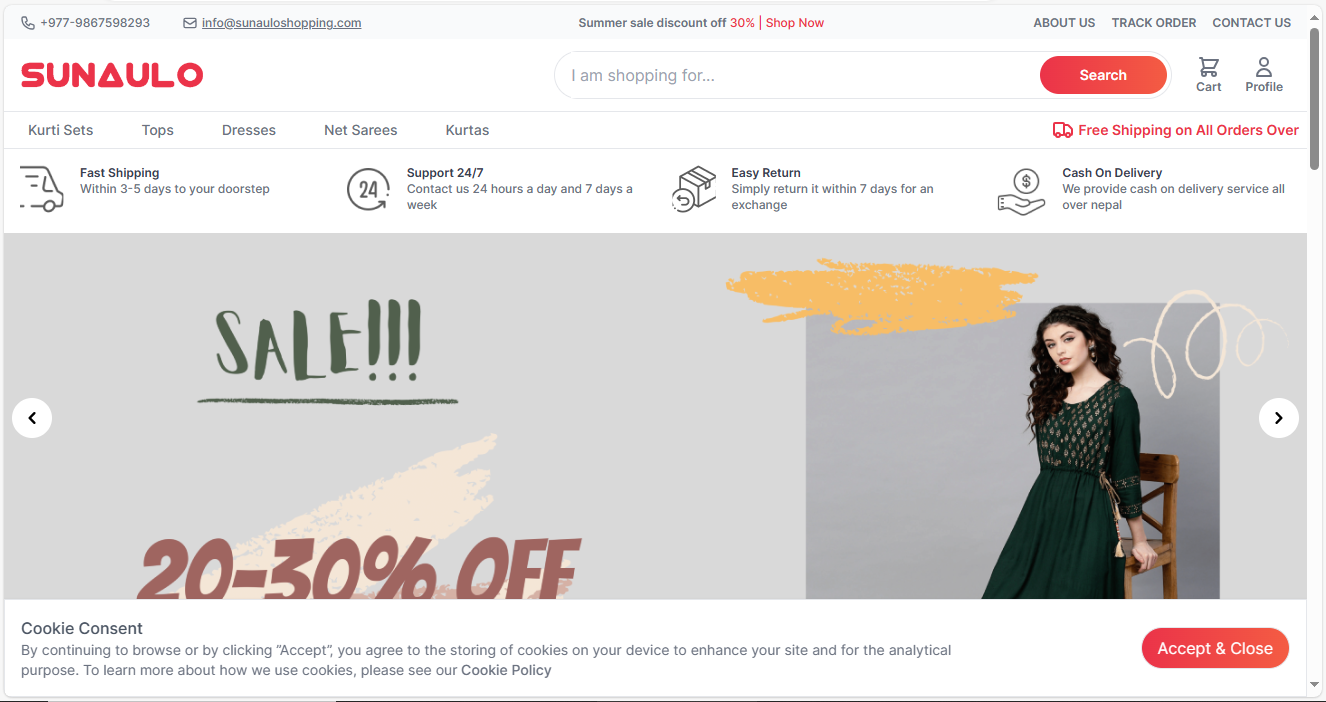 +977-9867598293
info@sunauloshopping.com
Summer sale discount off 30% | Shop Now
ABOUT US
TRACK ORDER
CONTACT US
SUNAULO
I am shopping for...
Search
Cart
Profile
Kurti Sets
Tops
Dresses
Net Sarees
Kurtas
Free Shipping on All Orders Over
Fast Shipping
Within 3-5 days to your doorstep
24
Support 24/7
Contact us 24 hours a day and 7 days a
week
Easy Return
Simply return it within 7 days for an
exchange
$
Cash On Delivery
We provide cash on delivery service all
over nepal
SALE!!!
20-30% OFF
Cookie Consent
By continuing to browse or by clicking “Accept”, you agree to the storing of cookies on your device to enhance your site and for the analytical
purpose. To learn more about how we use cookies, please see our Cookie Policy
Accept & Close